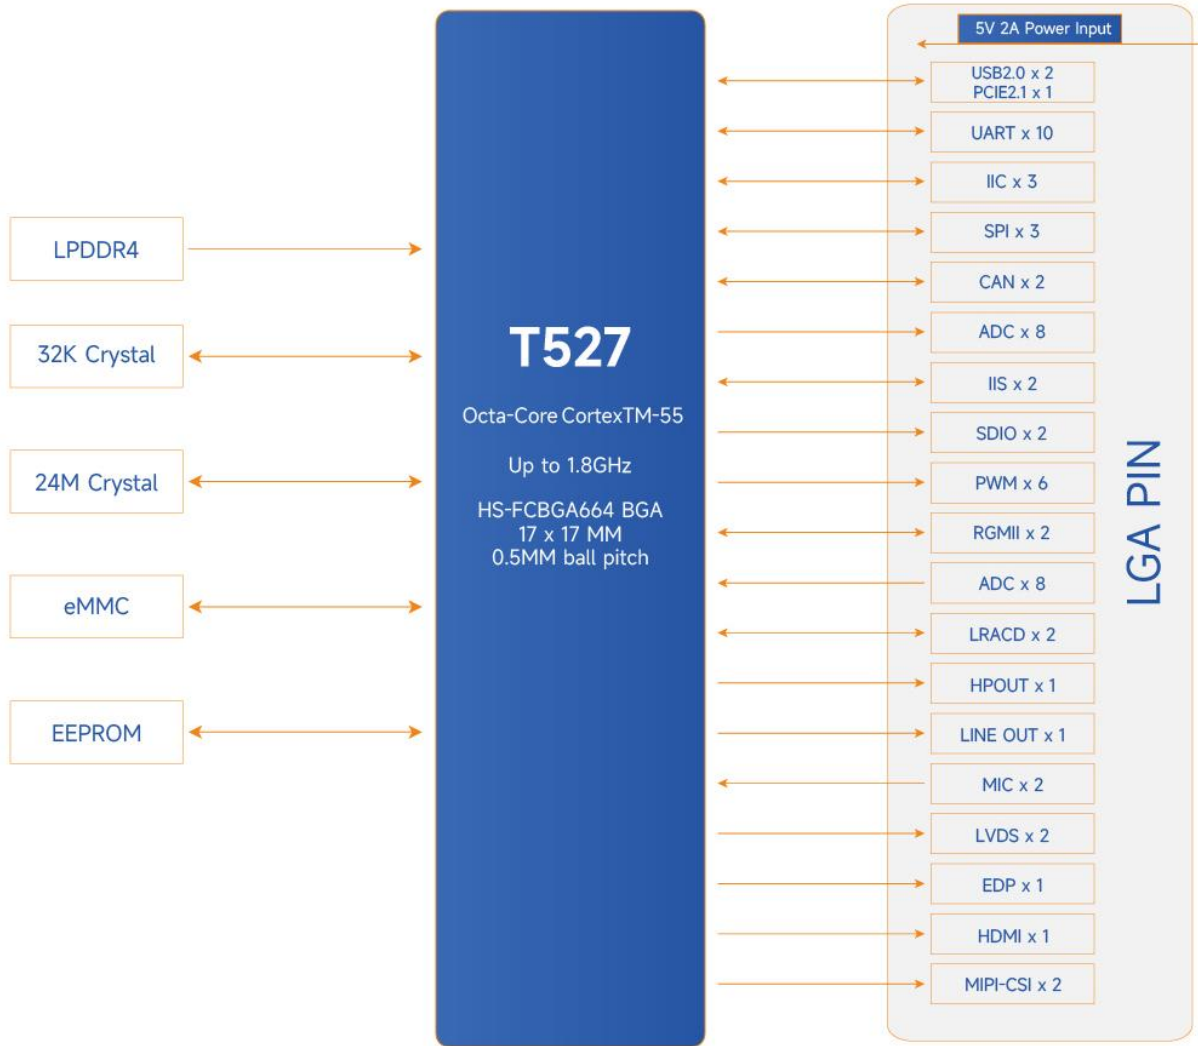 LPDDR4
32K Crystal
24M Crystal
eMMC
EEPROM
T527
Octa-Core CortexTM-55
Up to 1.8GHz
HS-FCBGA664 BGA
17 x 17 MM
0.5MM ball pitch
5V 2A Power Input
USB2.0 x 2
PCIE2.1 x 1
UART x 10
IIC x 3
SPI x 3
CAN x 2
ADC x 8
IIS x 2
SDIO x 2
PWM x 6
RGMII x 2
ADC x 8
LRACD x 2
HPOUT x 1
LINE OUT x 1
MIC x 2
LVDS x 2
EDP x 1
HDMI x 1
MIPI-CSI x 2
LGA PIN